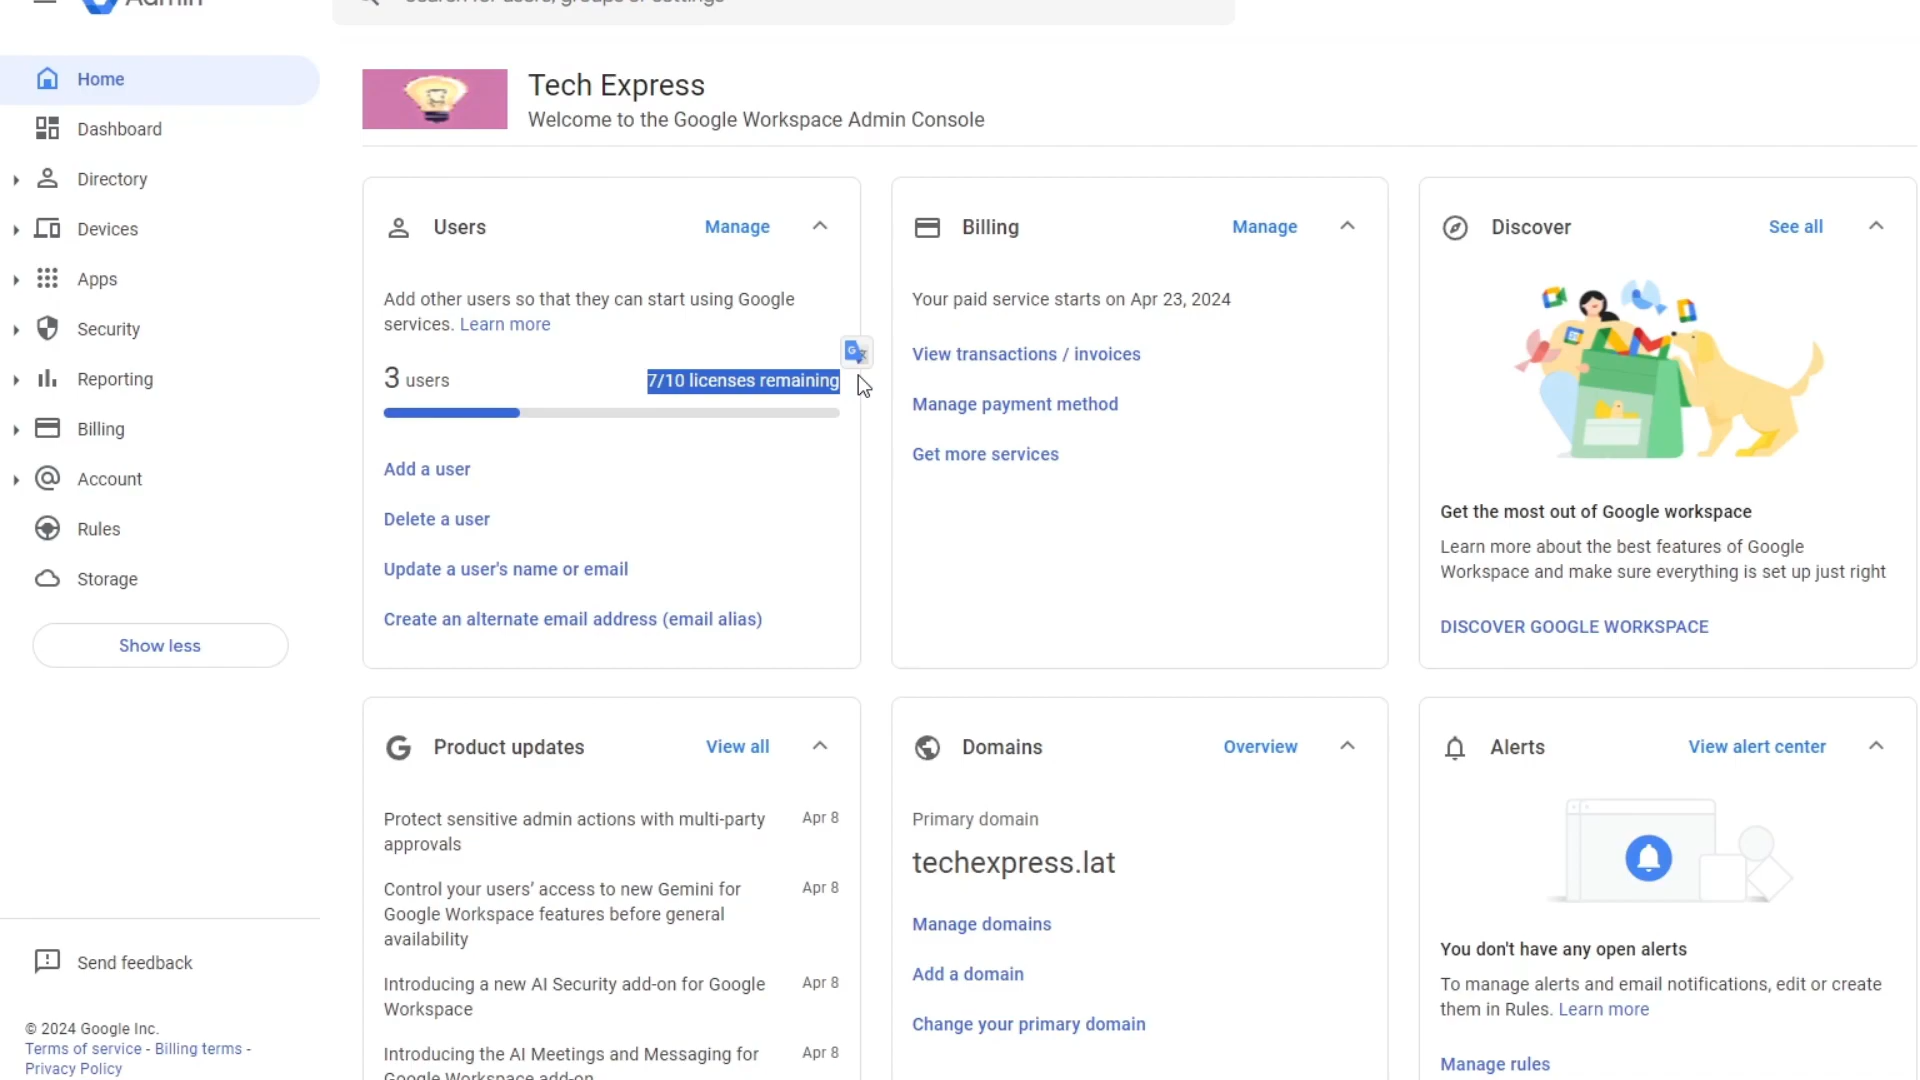 Admin
Search for users, groups or settings
Home
Dashboard
Directory
Devices
Apps
Security
Reporting
Billing
Account
Rules
Storage
Show less
Send feedback
© 2024 Google Inc.
Terms of service - Billing terms -
Privacy Policy
Tech Express
Welcome to the Google Workspace Admin Console
Users
Manage
Add other users so that they can start using Google
services. Learn more
3 users
7/10 licenses remaining
Add a user
Delete a user
Update a user's name or email
Create an alternate email address (email alias)
Billing
Manage
Your paid service starts on Apr 23, 2024
View transactions / invoices
Manage payment method
Get more services
Discover
See all
Get the most out of Google workspace
Learn more about the best features of Google
Workspace and make sure everything is set up just right
DISCOVER GOOGLE WORKSPACE
Product updates
View all
Protect sensitive admin actions with multi-party
approvals
Apr 8
Control your users' access to new Gemini for
Google Workspace features before general
availability
Apr 8
Introducing a new AI Security add-on for Google
Workspace
Apr 8
Introducing the AI Meetings and Messaging for
Google Workspace add-on
Apr 8
Domains
Overview
Primary domain
techexpress.lat
Manage domains
Add a domain
Change your primary domain
Alerts
View alert center
You don't have any open alerts
To manage alerts and email notifications, edit or create
them in Rules. Learn more
Manage rules